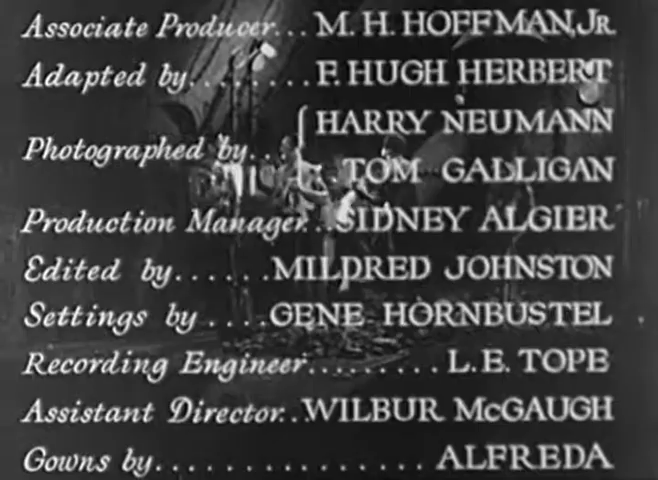 Associate Producer... M. H. HOFFMAN, Jr.
Adapted by........ F. HUGH HERBERT
HARRY NEUMANN
Photographed by...
TOM GALLIGAN
Production Manager..SIDNEY ALGIER
Edited by......MILDRED JOHNSTON
Settings by ....GENE HORNBUSTEL
Recording Engineer......... L. E. TOPE
Assistant Director..WILBUR McGAUGH
Gowns by............... ALFREDA